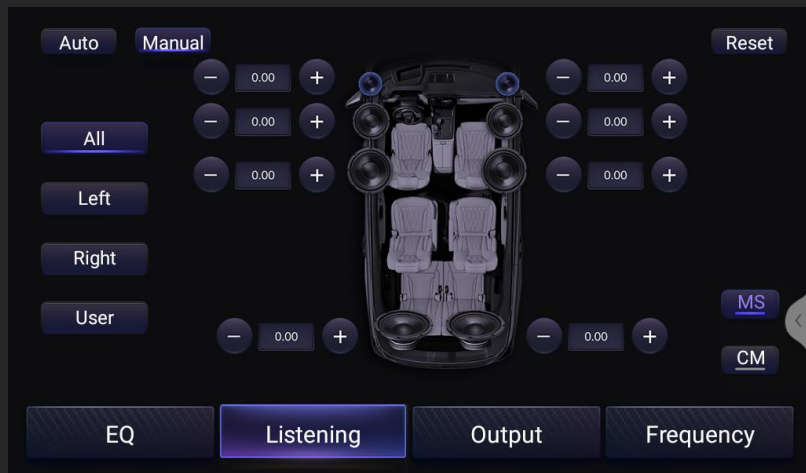 Auto Manual Reset
− 0.00 + − 0.00 +
− 0.00 + − 0.00 +
All
− 0.00 + − 0.00 +
Left
Right
MS
User
− 0.00 + − 0.00 +
CM
EQ Listening Output Frequency